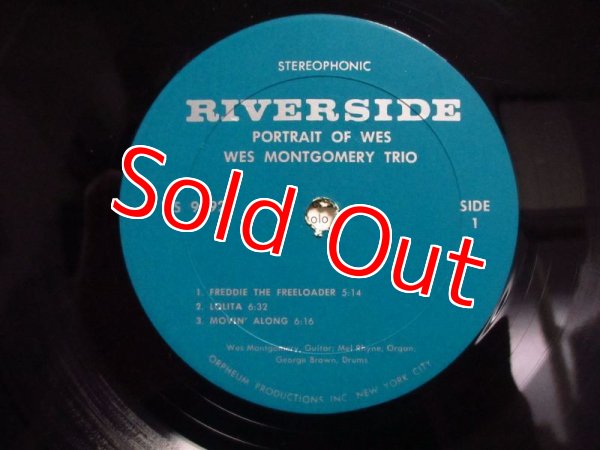 STEREOPHONIC
RIVERSIDE
PORTRAIT OF WES
WES MONTGOMERY TRIO
Sold Out
SIDE
1
1. FREDDIE THE FREELOADER 5:14
2. LOLITA 6:32
3. MOVIN' ALONG 6:16
Wes Montgomery, Guitar; Mel Rhyne, Organ;
George Brown, Drums
ORPHEUM PRODUCTIONS INC. NEW YORK CITY